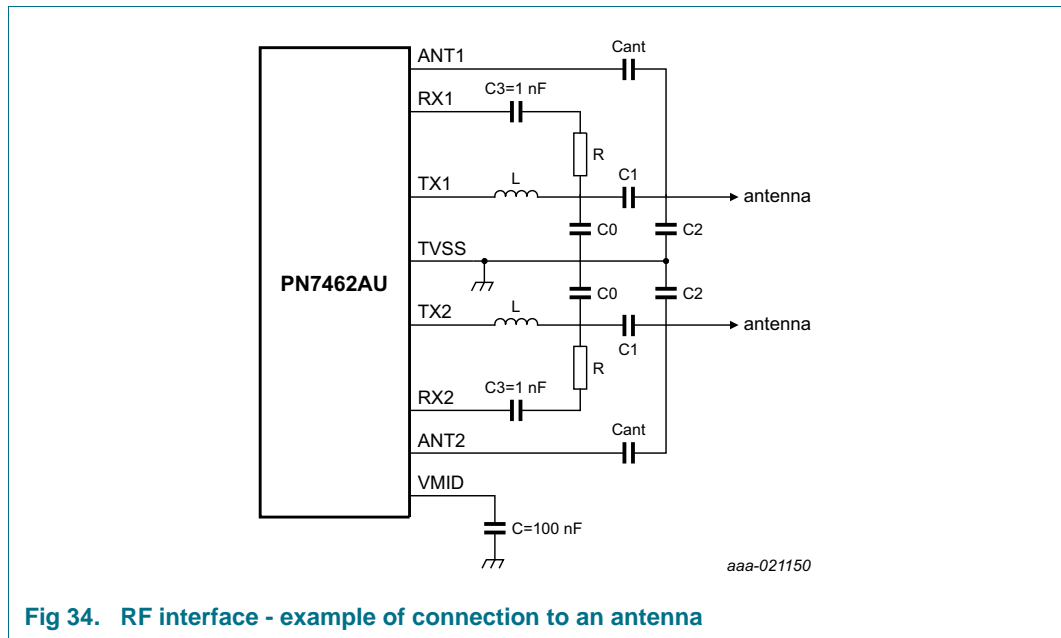 Cant
ANT1
C3=1 nF
RX1
R
L
C1
TX1
antenna
C0
C2
TVSS
PN7462AU
C0
C2
L
TX2
antenna
C1
R
C3=1 nF
RX2
Cant
ANT2
VMID
C=100 nF
aaa-021150
Fig 34. RF interface - example of connection to an antenna